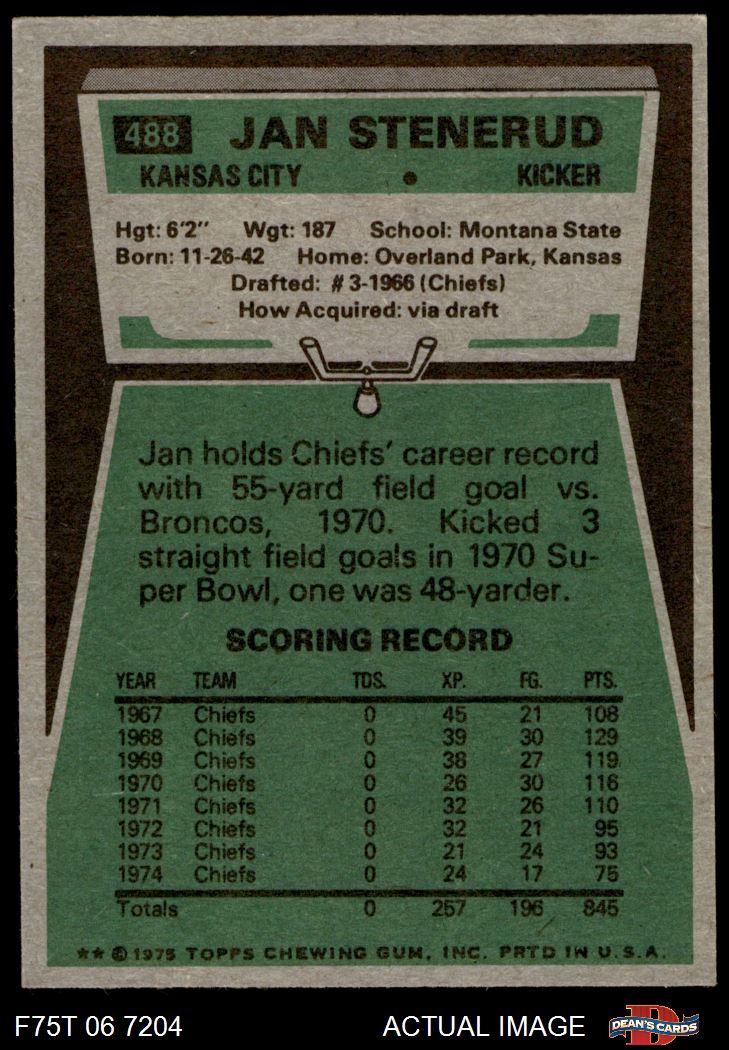 488 JAN STENERUD
KANSAS CITY • KICKER
Hgt: 6'2" Wgt: 187 School: Montana State
Born: 11-26-42 Home: Overland Park, Kansas
Drafted: # 3-1966 (Chiefs)
How Acquired: via draft
Jan holds Chiefs' career record
with 55-yard field goal vs.
Broncos, 1970. Kicked 3
straight field goals in 1970 Su-
per Bowl, one was 48-yarder.
SCORING RECORD
YEAR TEAM TDS. XP. FG. PTS.
1967 Chiefs 0 45 21 108
1968 Chiefs 0 39 30 129
1969 Chiefs 0 38 27 119
1970 Chiefs 0 26 30 116
1971 Chiefs 0 32 26 110
1972 Chiefs 0 32 21 95
1973 Chiefs 0 21 24 93
1974 Chiefs 0 24 17 75
Totals 0 257 196 845
** © 1975 TOPPS CHEWING GUM, INC. PRTD IN U.S.A.
F75T 06 7204 ACTUAL IMAGE D DEAN'S CARDS